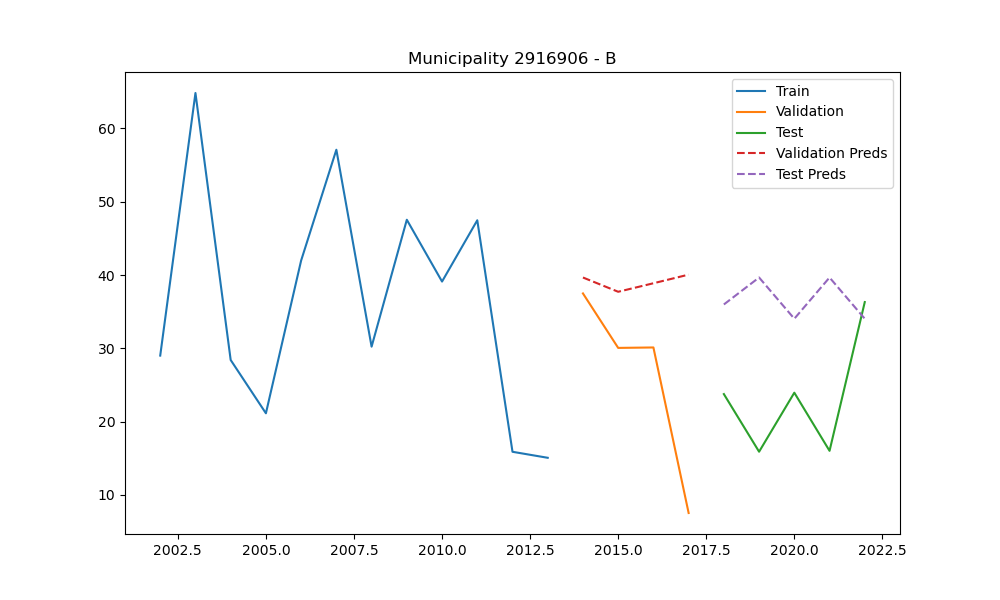 Municipality 2916906 - B
Train
Validation
Test
Validation Preds
Test Preds
60
50
40
30
20
10
2002.5 2005.0 2007.5 2010.0 2012.5 2015.0 2017.5 2020.0 2022.5